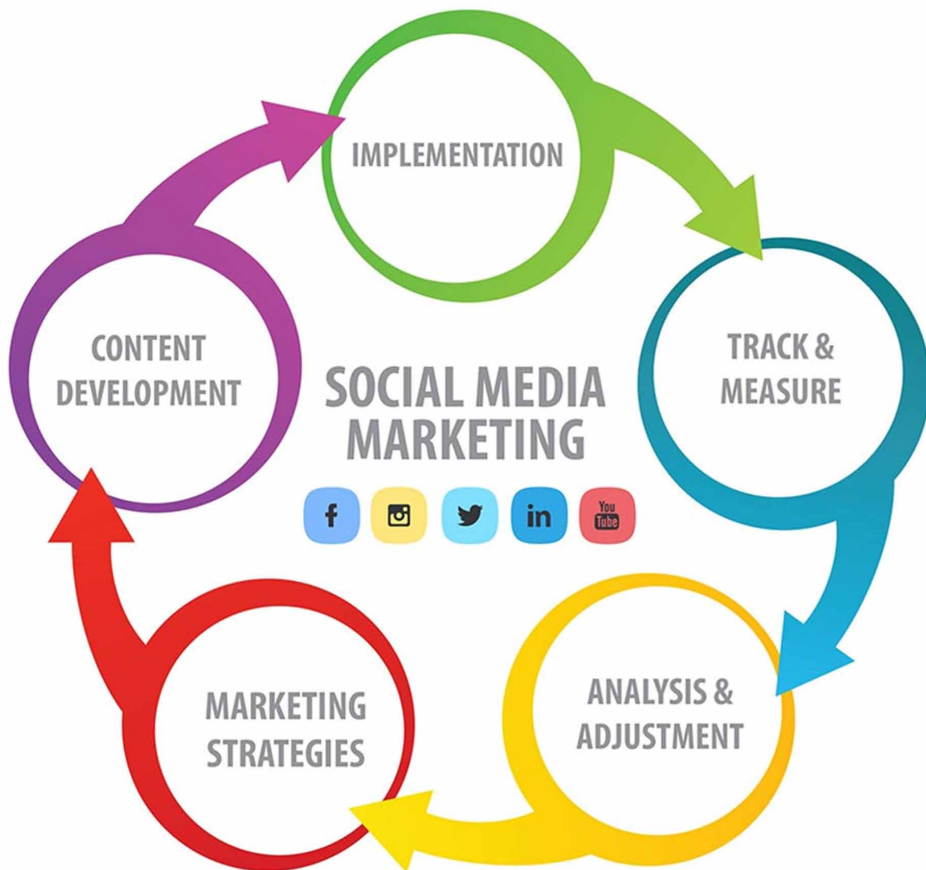 IMPLEMENTATION
TRACK &
MEASURE
ANALYSIS &
ADJUSTMENT
MARKETING
STRATEGIES
CONTENT
DEVELOPMENT
SOCIAL MEDIA
MARKETING
f
in
You
Tube